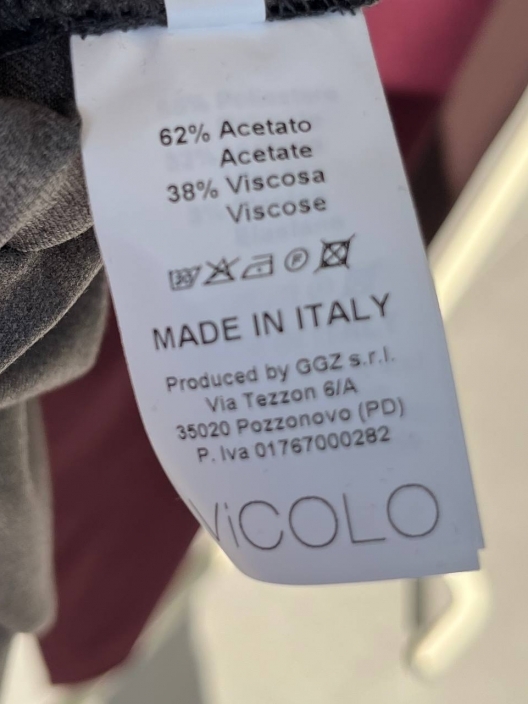 62% Acetato
Acetate
38% Viscosa
Viscose
MADE IN ITALY
Produced by GGZ s.r.l.
Via Tezzon 6/A
35020 Pozzonovo (PD)
P. Iva 01767000282
ViCOLO